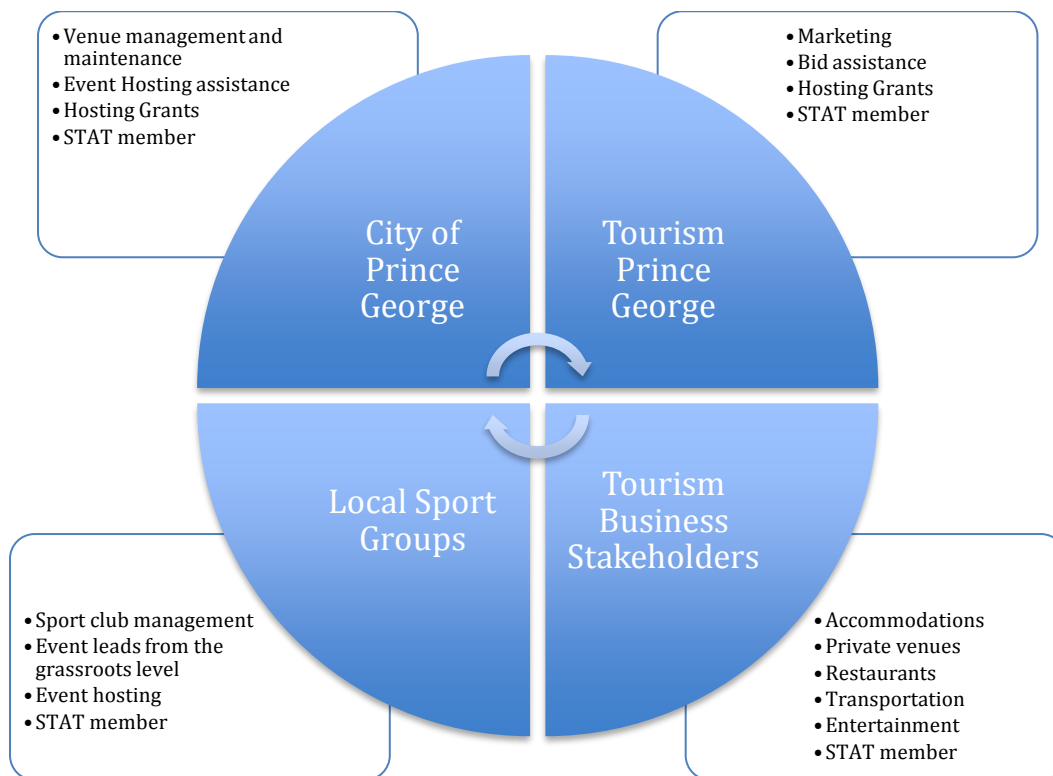 • Venue management and
maintenance
• Event Hosting assistance
• Hosting Grants
• STAT member
• Marketing
• Bid assistance
• Hosting Grants
• STAT member
City of
Prince
George
Tourism
Prince
George
Local Sport
Groups
Tourism
Business
Stakeholders
• Sport club management
• Event leads from the
grassroots level
• Event hosting
• STAT member
• Accommodations
• Private venues
• Restaurants
• Transportation
• Entertainment
• STAT member